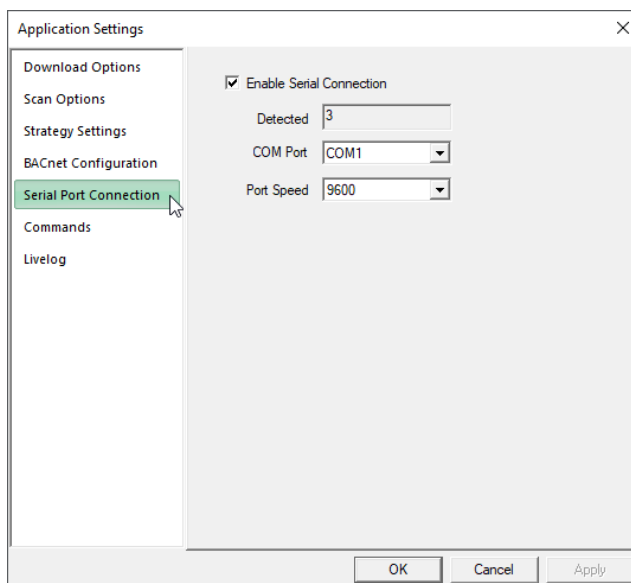 Application Settings
Download Options
Scan Options
Strategy Settings
BACnet Configuration
Serial Port Connection
Commands
Livelog
Enable Serial Connection
Detected 3
COM Port COM1
Port Speed 9600
OK Cancel Apply